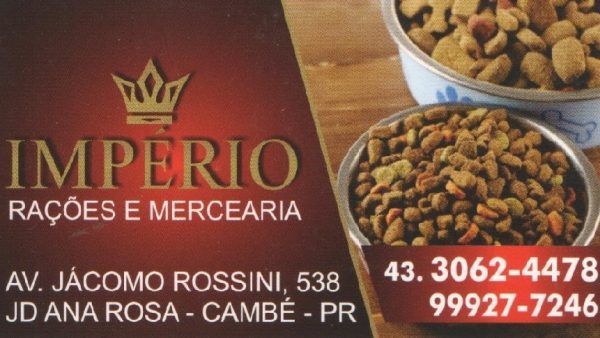 IMPÉRIO
RAÇÕES E MERCEARIA
AV. JÁCOMO ROSSINI, 538
JD ANA ROSA - CAMBÉ - PR
43. 3062-4478
99927-7246